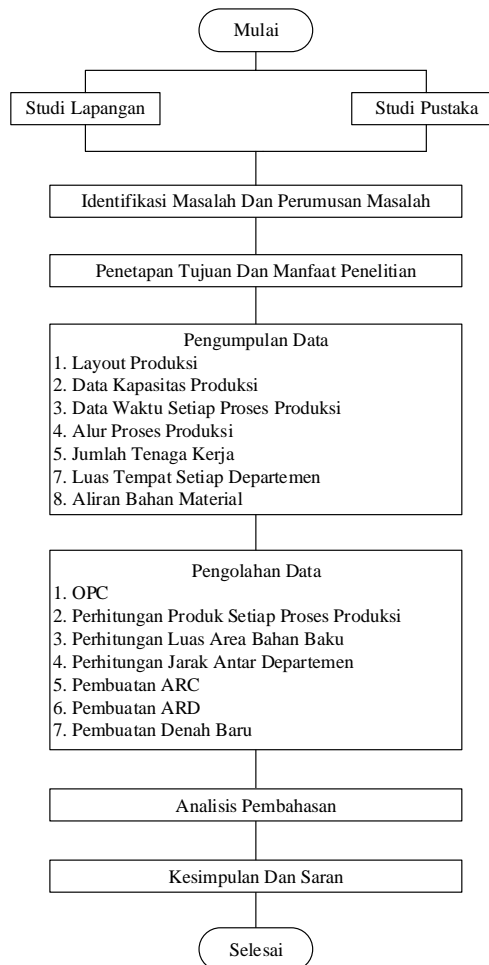 Mulai
Studi Lapangan
Studi Pustaka
Identifikasi Masalah Dan Perumusan Masalah
Penetapan Tujuan Dan Manfaat Penelitian
Pengumpulan Data
1. Layout Produksi
2. Data Kapasitas Produksi
3. Data Waktu Setiap Proses Produksi
4. Alur Proses Produksi
5. Jumlah Tenaga Kerja
7. Luas Tempat Setiap Departemen
8. Aliran Bahan Material
Pengolahan Data
1. OPC
2. Perhitungan Produk Setiap Proses Produksi
3. Perhitungan Luas Area Bahan Baku
4. Perhitungan Jarak Antar Departemen
5. Pembuatan ARC
6. Pembuatan ARD
7. Pembuatan Denah Baru
Analisis Pembahasan
Kesimpulan Dan Saran
Selesai